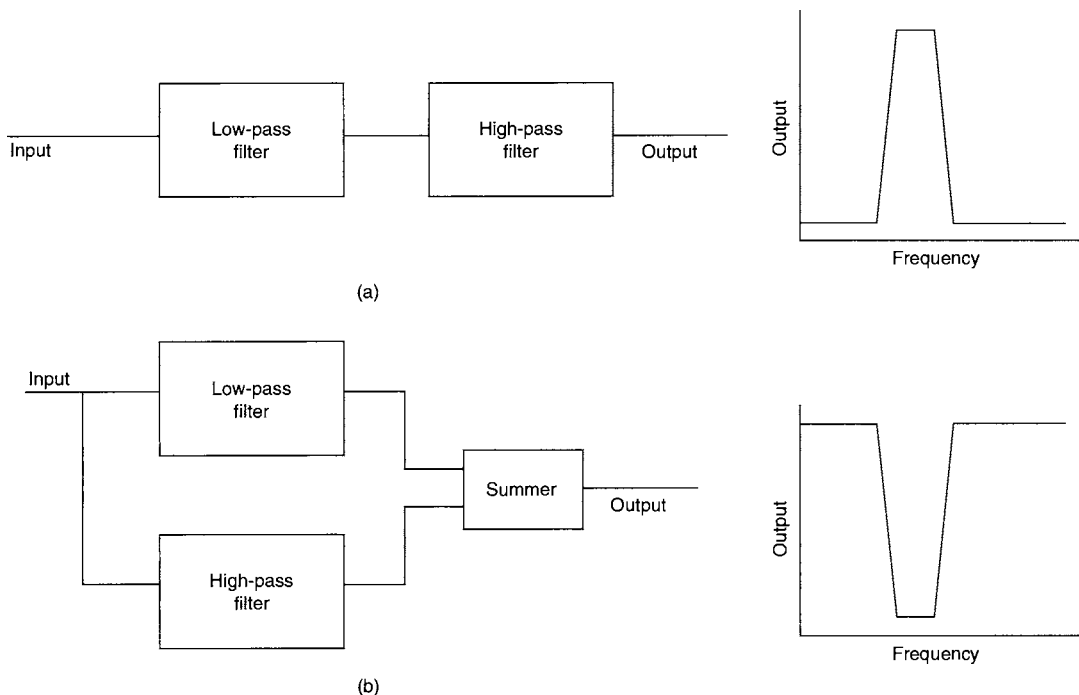 Input
Low-pass
filter
High-pass
filter
Output
Output
Frequency
(a)
Input
Low-pass
filter
High-pass
filter
Summer
Output
Output
Frequency
(b)